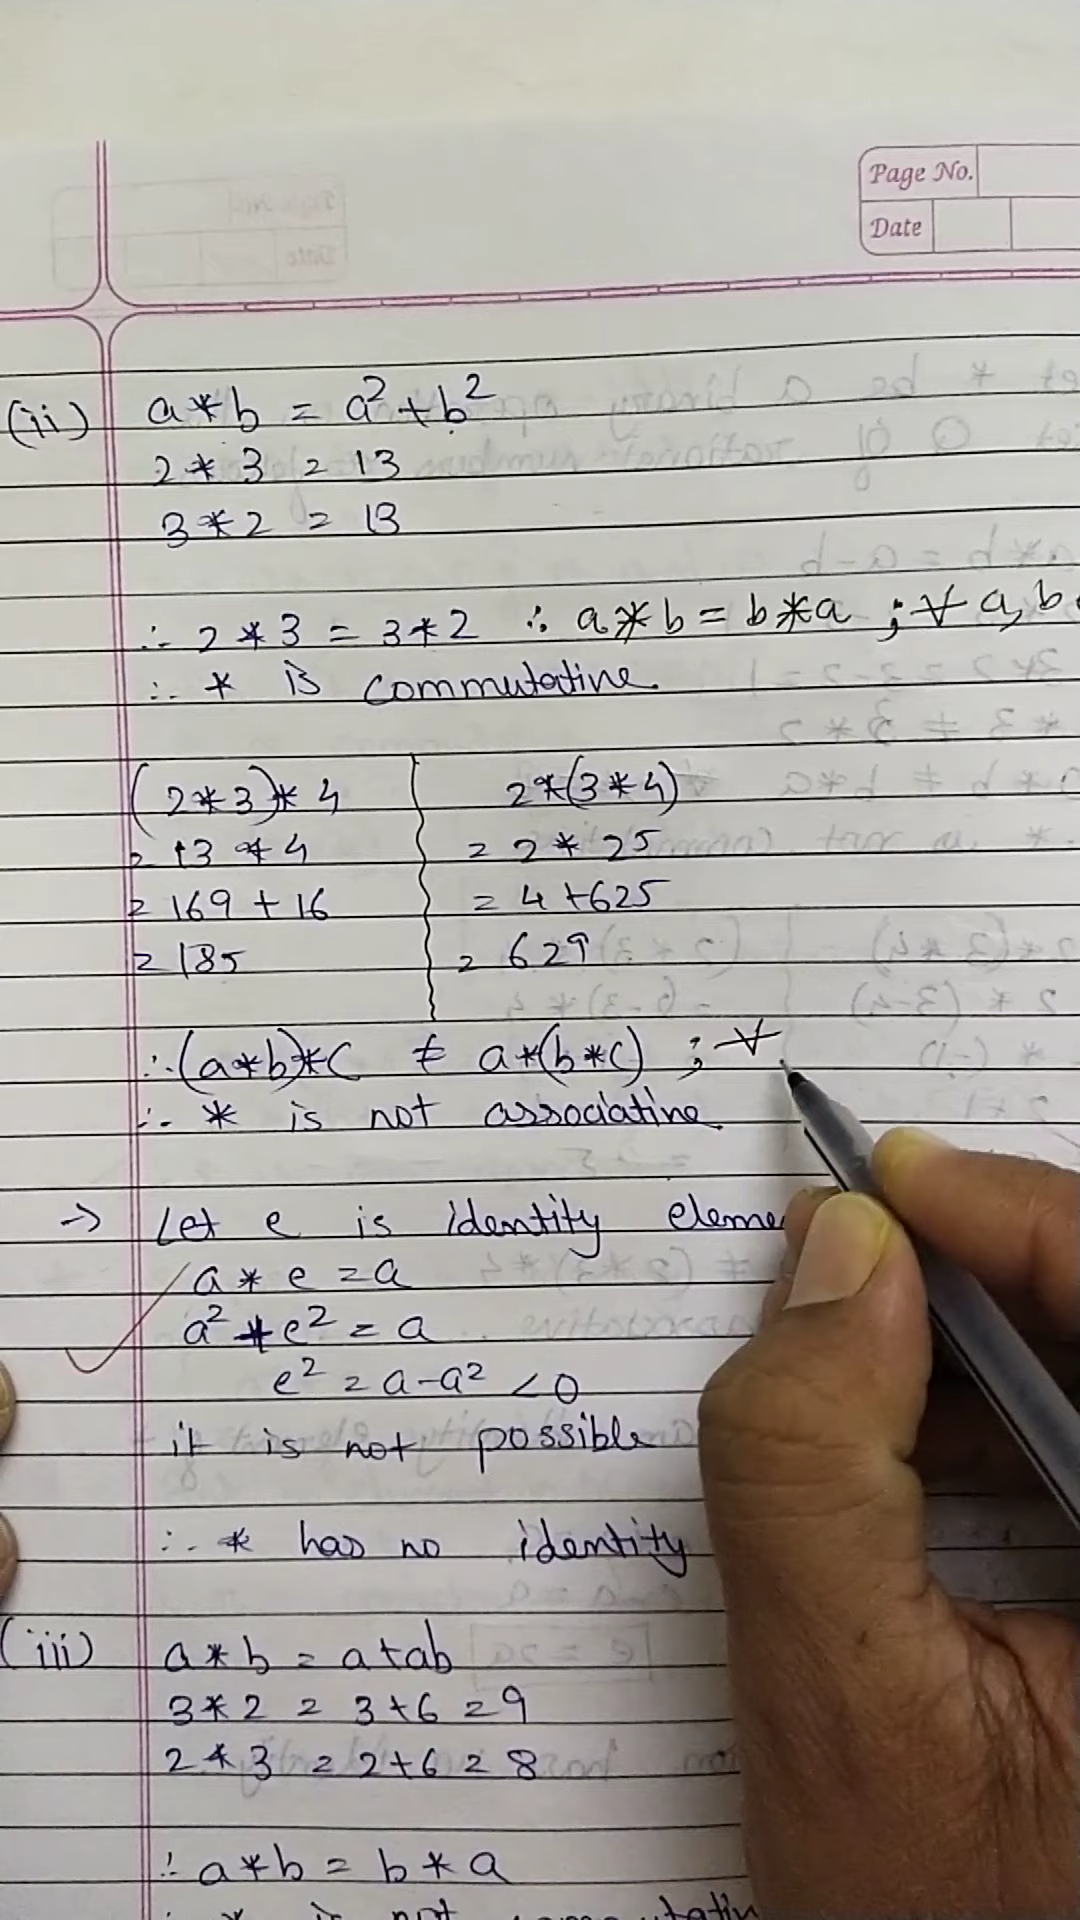 Page No.
Date
(ii) a * b = a² + b²
2 * 3 = 13
3 * 2 = 13
∴ 2 * 3 = 3 * 2 ∴ a * b = b * a ; ∀ a, b
∴ * is commutative
(2 * 3) * 4
= 13 * 4
= 169 + 16
= 185
2 * (3 * 4)
= 2 * 25
= 4 + 625
= 629
∴ (a * b) * c ≠ a * (b * c) ; ∀
∴ * is not associative
→ Let e is identity eleme
a * e = a
a² + e² = a
e² = a - a² < 0
it is not possible
∴ * has no identity
(iii) a * b = a + ab
3 * 2 = 3 + 6 = 9
2 * 3 = 2 + 6 = 8
∴ a * b = b * a
∴ * is not